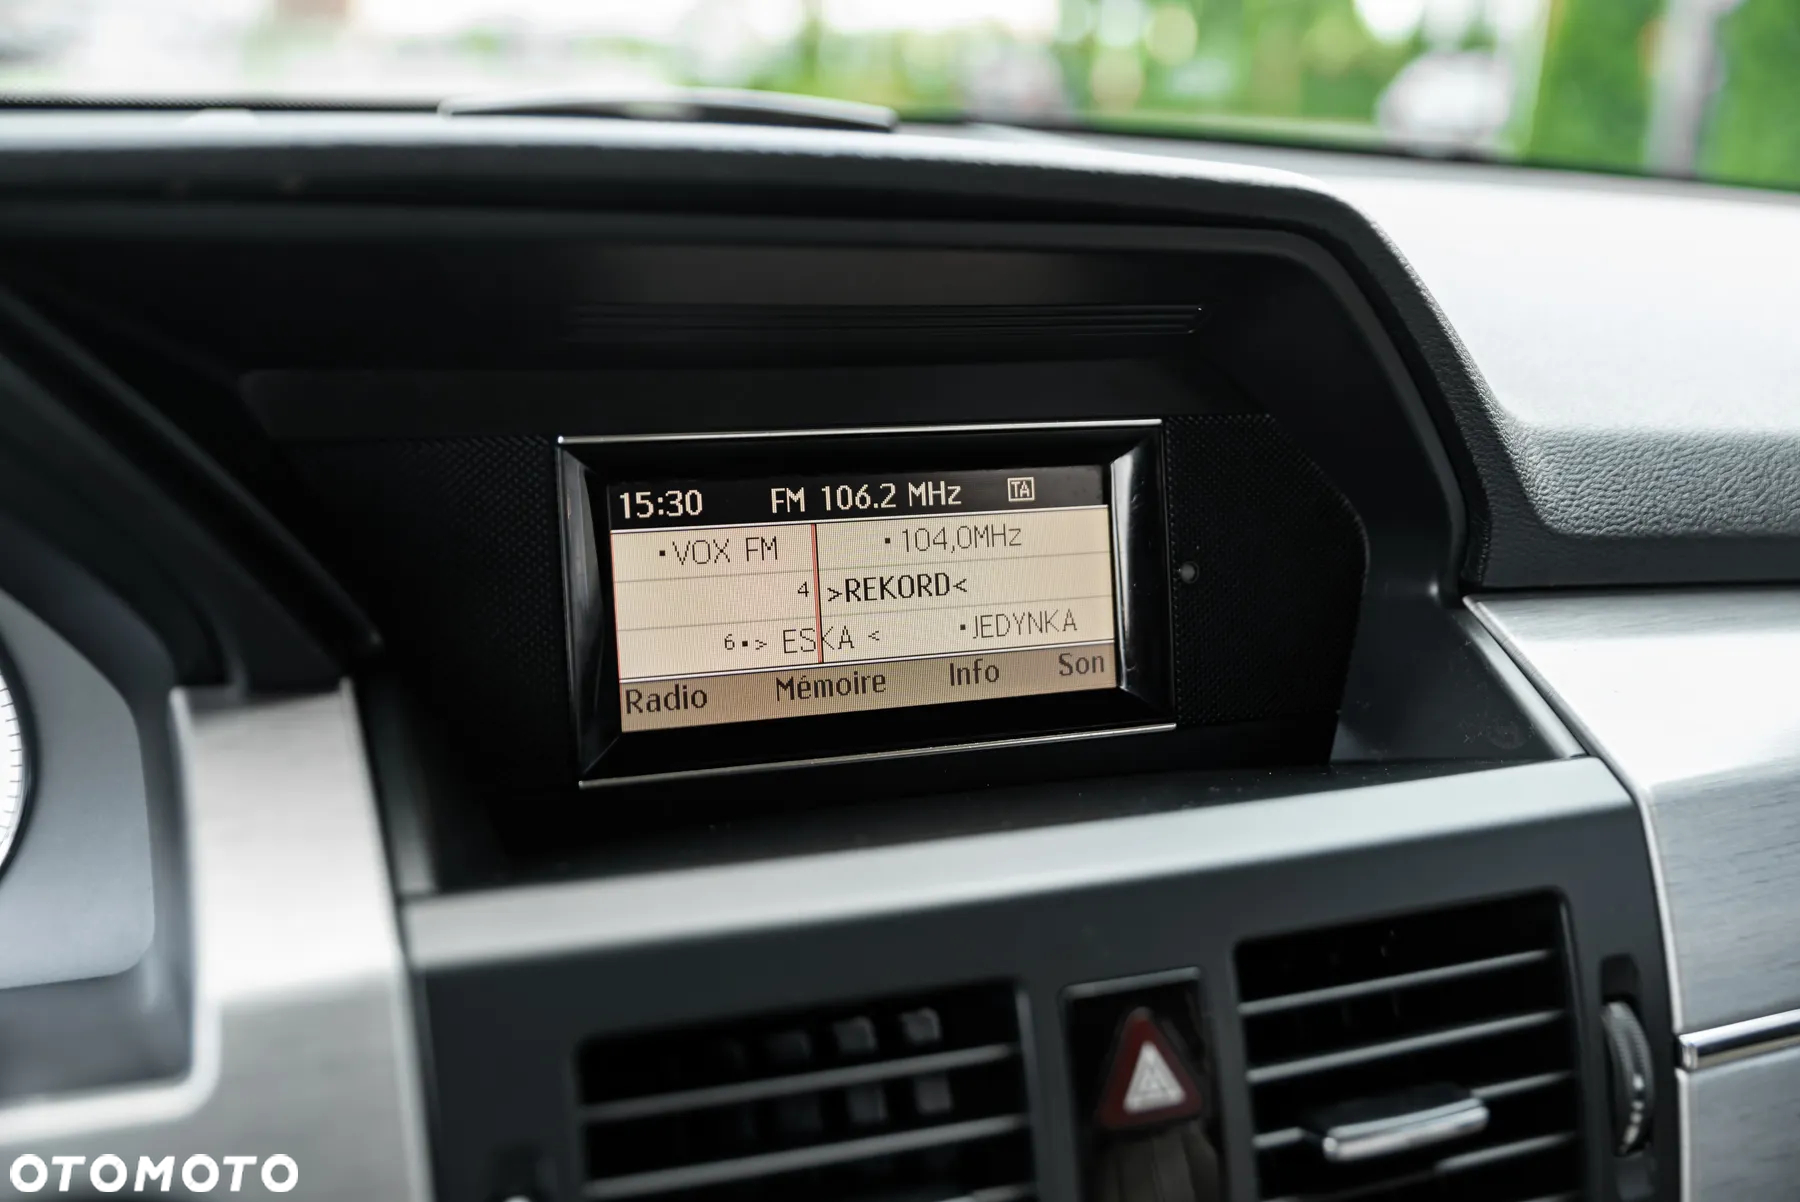 15:30 FM 106.2 MHz TA
•VOX FM •104,0MHz
4 >REKORD<
6•> ESKA < •JEDYNKA
Radio Mémoire Info Son
OTOMOTO